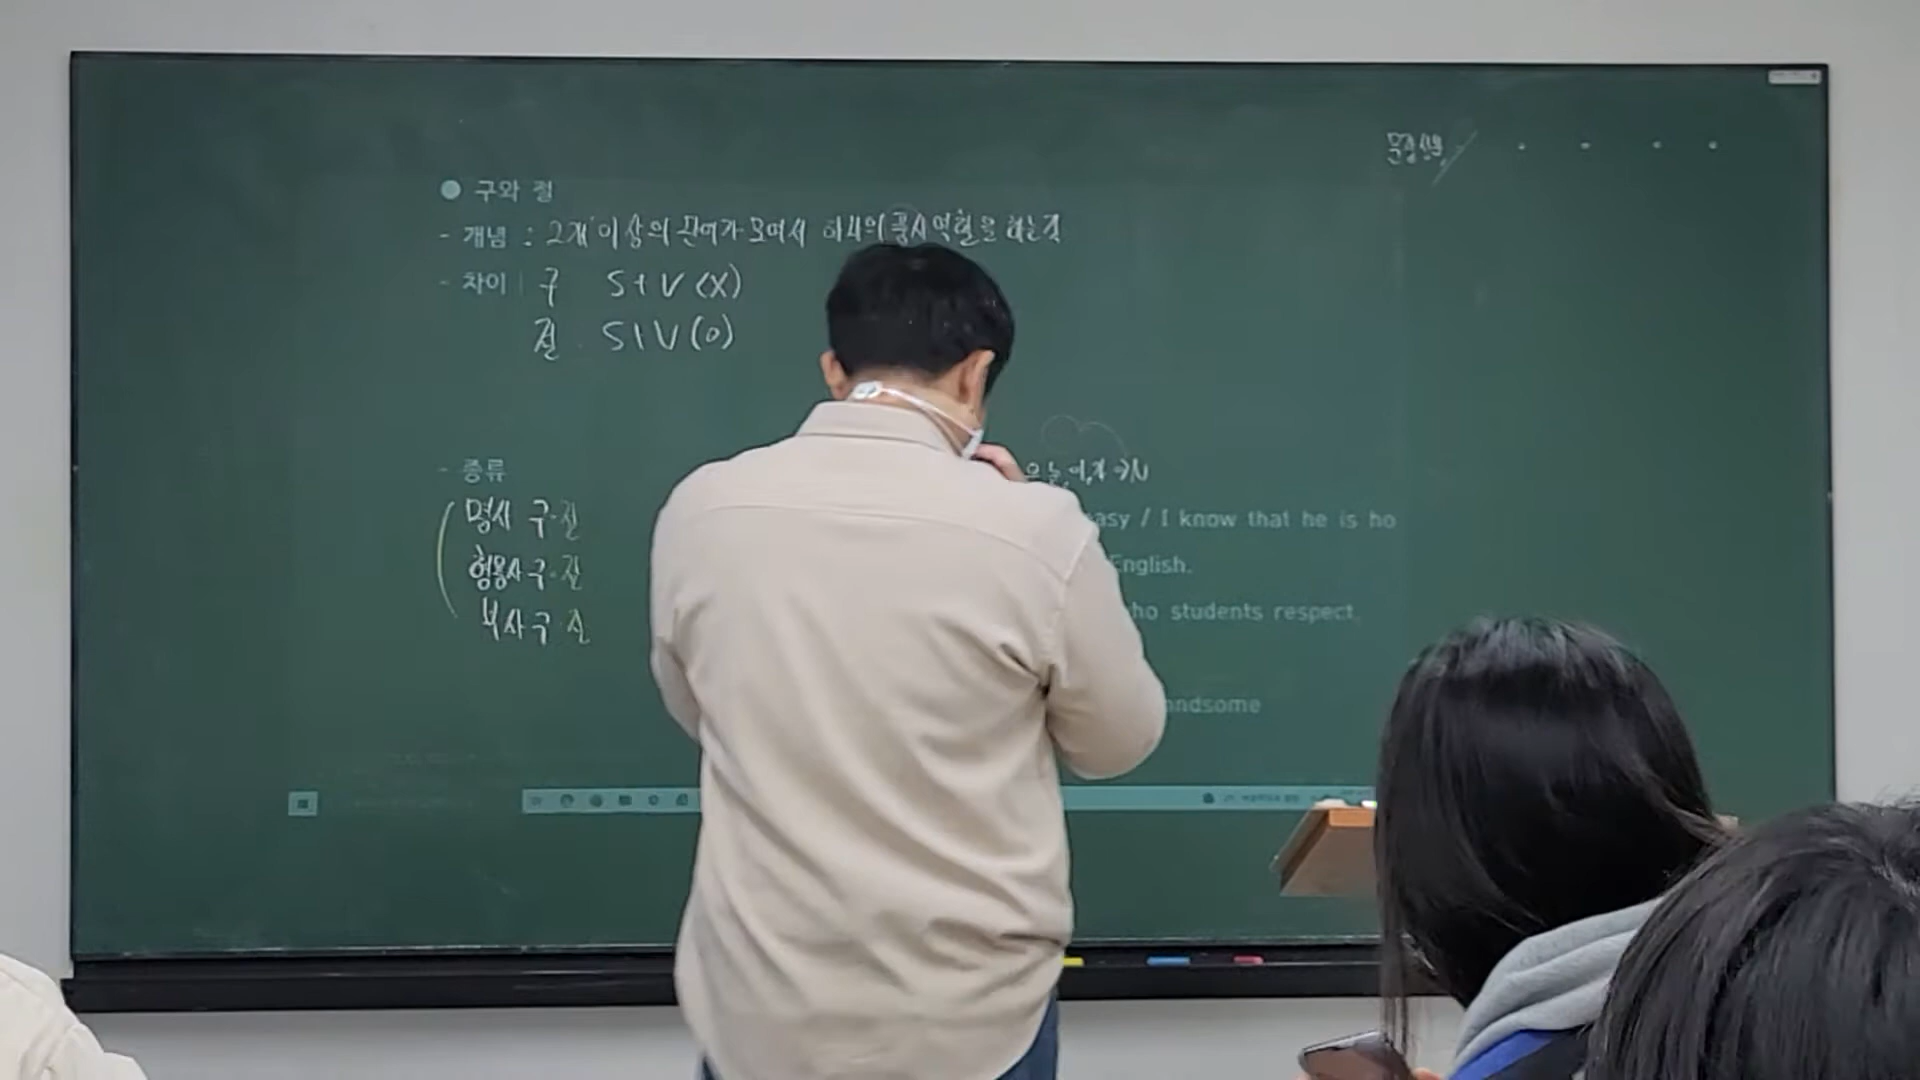 구와 절
- 개념 : 2개 이상의 단어가 모여서 하나의 품사 역할을 하는 것
- 차이 구 S+V (X)
절 S+V (O)
- 종류
명사 구·절
형용사 구·절
부사 구 절
easy / I know that he is ho
English.
who students respect.
andsome